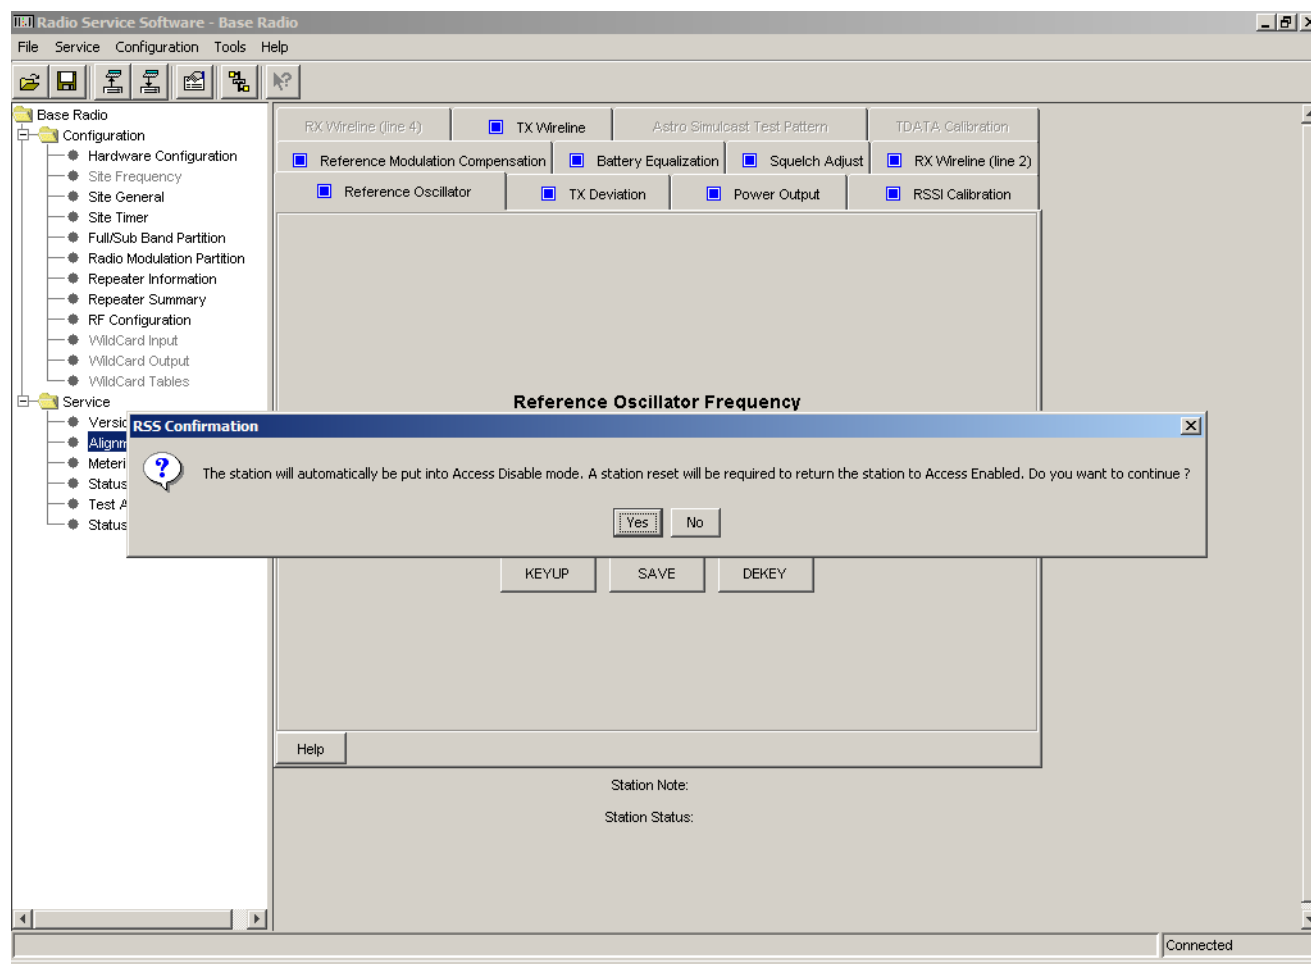 Radio Service Software - Base Radio
File Service Configuration Tools Help
Base Radio
Configuration
Hardware Configuration
Site Frequency
Site General
Site Timer
Full/Sub Band Partition
Radio Modulation Partition
Repeater Information
Repeater Summary
RF Configuration
WildCard Input
WildCard Output
WildCard Tables
Service
Versic
Alignm
Meteri
Status
Test A
Status
RX Wireline (line 4) TX Wireline Astro Simulcast Test Pattern TDATA Calibration
Reference Modulation Compensation Battery Equalization Squelch Adjust RX Wireline (line 2)
Reference Oscillator TX Deviation Power Output RSSI Calibration
Reference Oscillator Frequency
RSS Confirmation
The station will automatically be put into Access Disable mode. A station reset will be required to return the station to Access Enabled. Do you want to continue ?
Yes No
KEYUP SAVE DEKEY
Help
Station Note:
Station Status:
Connected